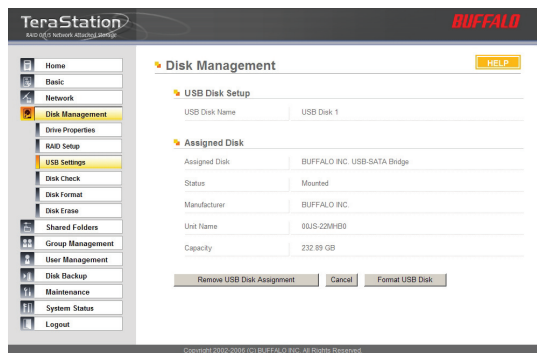 TeraStation
RAID Gigabit Network Attached Storage
BUFFALO
Home
Basic
Network
Disk Management
Drive Properties
RAID Setup
USB Settings
Disk Check
Disk Format
Disk Erase
Shared Folders
Group Management
User Management
Disk Backup
Maintenance
System Status
Logout
Disk Management
HELP
USB Disk Setup
USB Disk Name USB Disk 1
Assigned Disk
Assigned Disk BUFFALO INC. USB-SATA Bridge
Status Mounted
Manufacturer BUFFALO INC.
Unit Name 00JS-22MHB0
Capacity 232.89 GB
Remove USB Disk Assignment Cancel Format USB Disk
Copyright 2002-2006 (C) BUFFALO INC. All Rights Reserved.